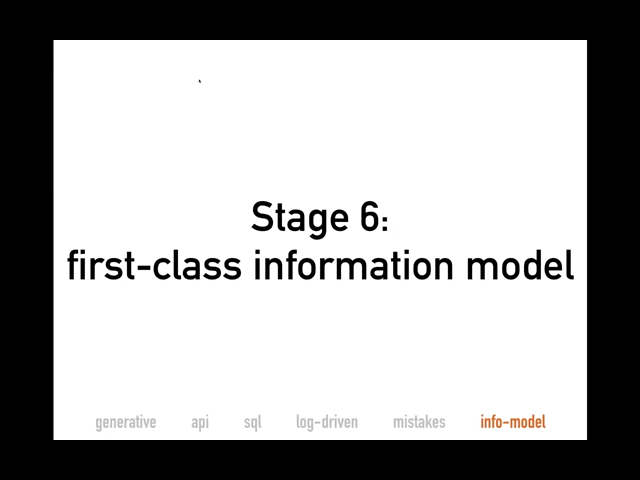 Stage 6:
first-class information model
generative api sql log-driven mistakes info-model